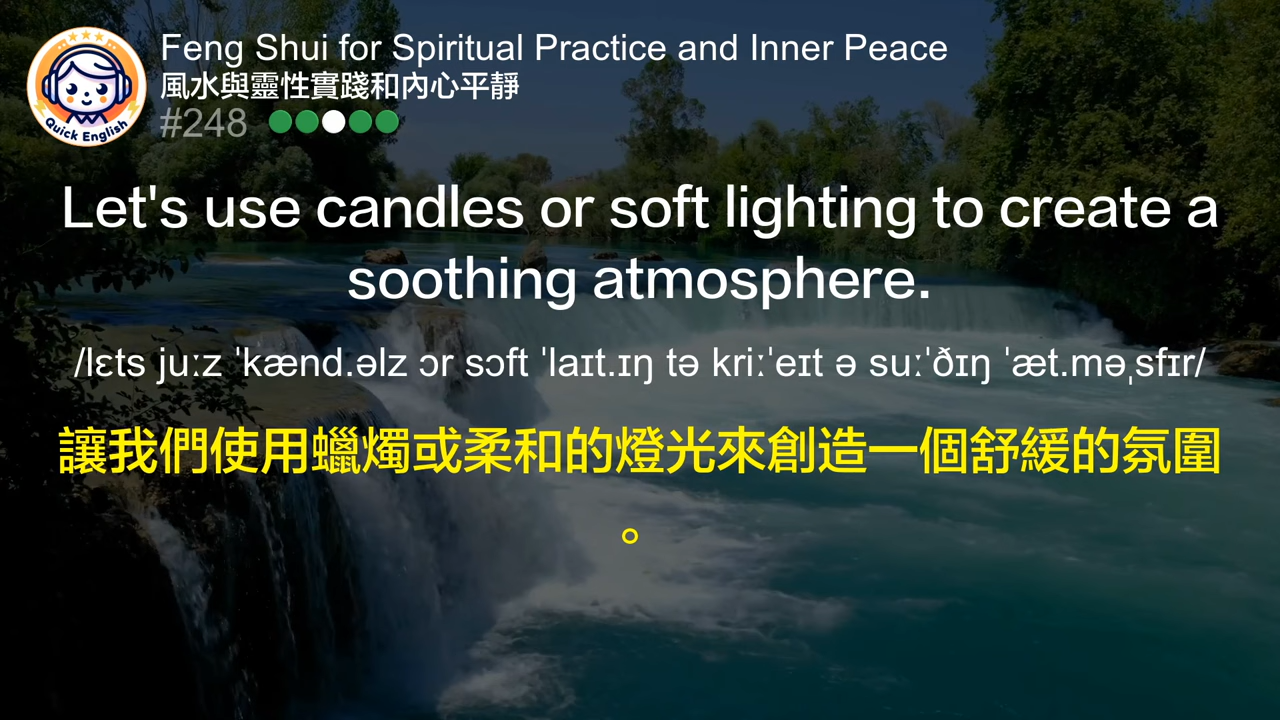 Feng Shui for Spiritual Practice and Inner Peace
風水與靈性實踐和內心平靜
#248
Quick English
Let's use candles or soft lighting to create a
soothing atmosphere.
/lɛts juːz ˈkænd.əlz ɔr sɔft ˈlaɪt.ɪŋ tə kriːˈeɪt ə suːˈðɪŋ ˈæt.məˌsfɪr/
讓我們使用蠟燭或柔和的燈光來創造一個舒緩的氛圍
。